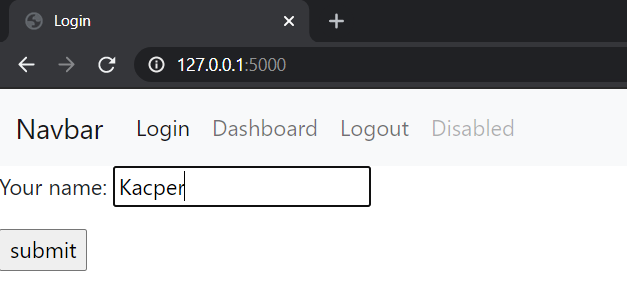 Login
127.0.0.1:5000
Navbar Login Dashboard Logout Disabled
Your name: Kacper
submit